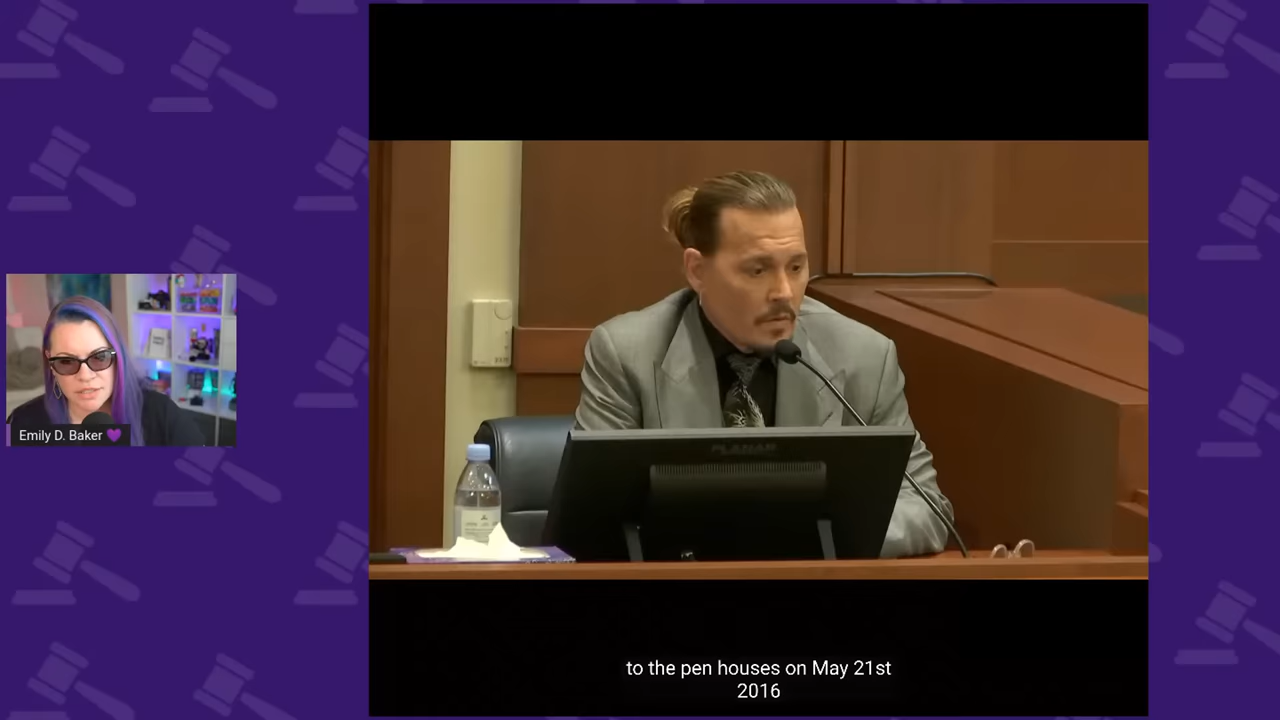 PLANAR
Emily D. Baker 💜
to the pen houses on May 21st
2016